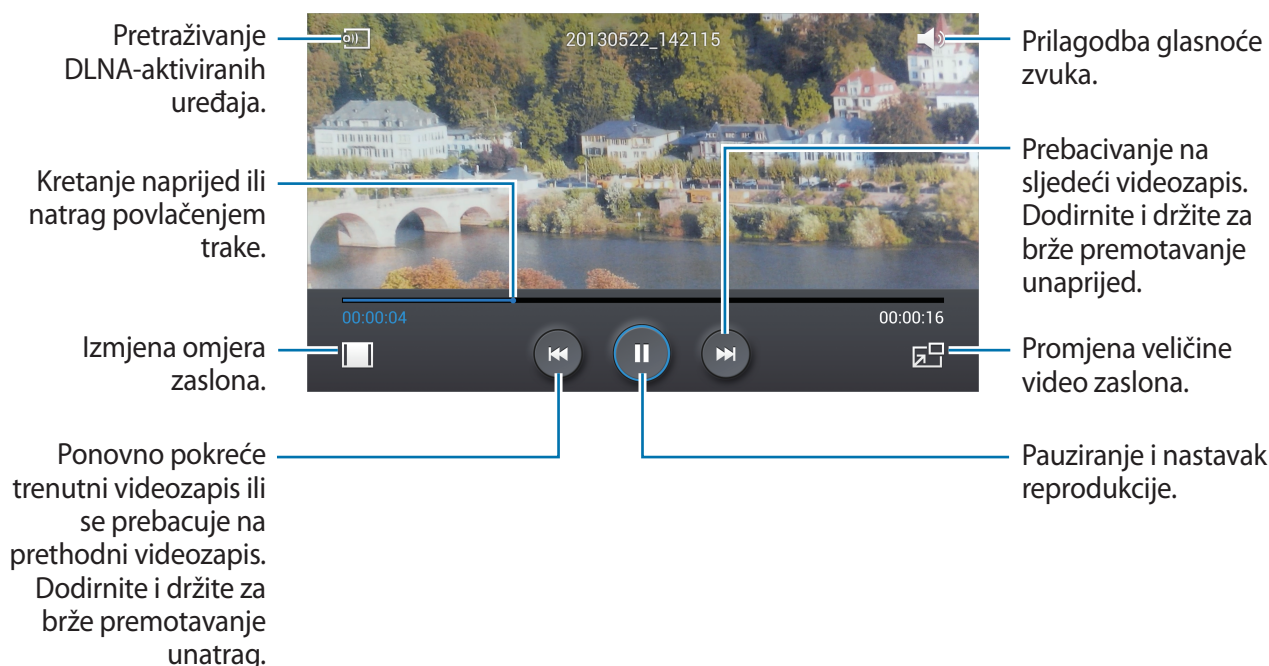 Pretraživanje
DLNA-aktiviranih
uređaja.
Kretanje naprijed ili
natrag povlačenjem
trake.
Izmjena omjera
zaslona.
Ponovno pokreće
trenutni videozapis ili
se prebacuje na
prethodni videozapis.
Dodirnite i držite za
brže premotavanje
unatrag.
20130522_142115
00:00:04
00:00:16
Prilagodba glasnoće
zvuka.
Prebacivanje na
sljedeći videozapis.
Dodirnite i držite za
brže premotavanje
unaprijed.
Promjena veličine
video zaslona.
Pauziranje i nastavak
reprodukcije.